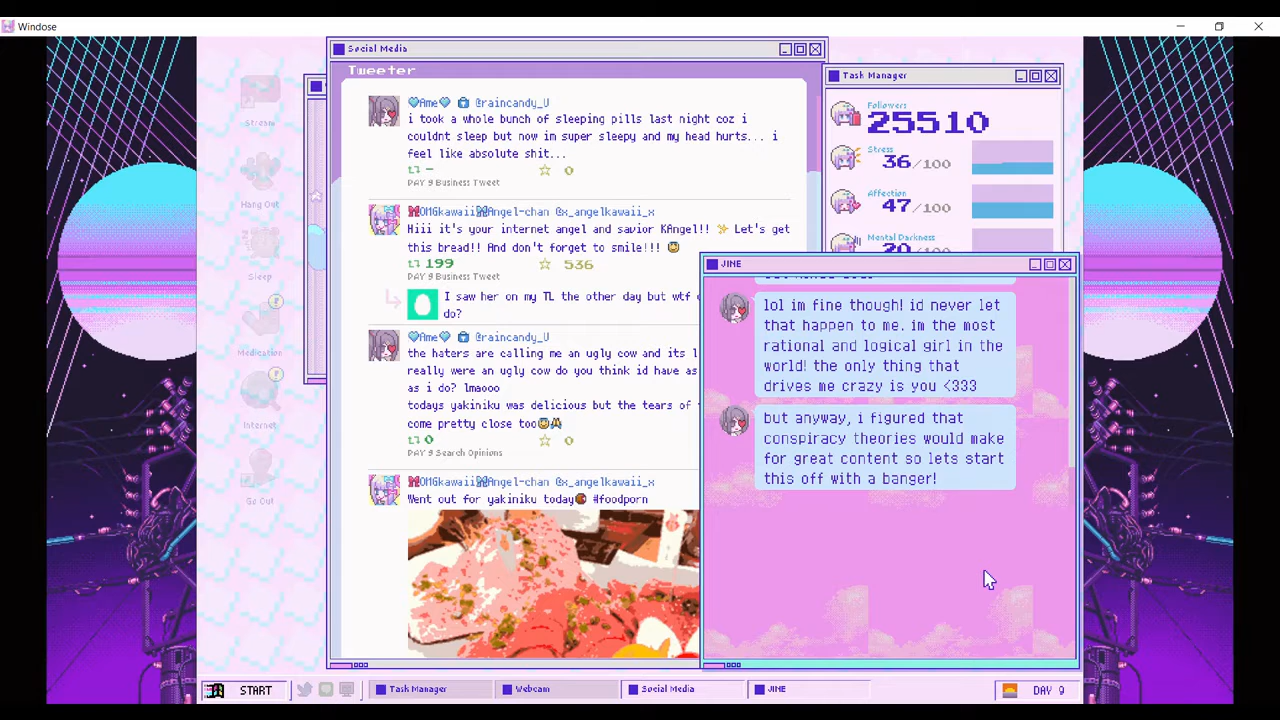 Windose
Social Media
Tweeter
Ame @raincandy_U
i took a whole bunch of sleeping pills last night coz i
couldnt sleep but now im super sleepy and my head hurts... i
feel like absolute shit...
– 0
DAY 9 Business Tweet
OMGkawaii Angel-chan @x_angelkawaii_x
Hiii it's your internet angel and savior KAngel!! ✨ Let's get
this bread!! And don't forget to smile!!! 😇
199 536
DAY 9 Business Tweet
I saw her on my TL the other day but wtf
do?
Ame @raincandy_U
the haters are calling me an ugly cow and its l
really were an ugly cow do you think id have as
as i do? lmaooo
todays yakiniku was delicious but the tears of
come pretty close too😇🙏
0 0
DAY 9 Search Opinions
OMGkawaii Angel-chan @x_angelkawaii_x
Went out for yakiniku today #foodporn
Task Manager
Followers
25510
Stress
36/100
Affection
47/100
Mental Darkness
20/100
JINE
lol im fine though! id never let
that happen to me. im the most
rational and logical girl in the
world! the only thing that
drives me crazy is you <333
but anyway, i figured that
conspiracy theories would make
for great content so lets start
this off with a banger!
Stream
Hang Out
Sleep
Medication
Internet
Go Out
START
Task Manager
Webcam
Social Media
JINE
DAY 9